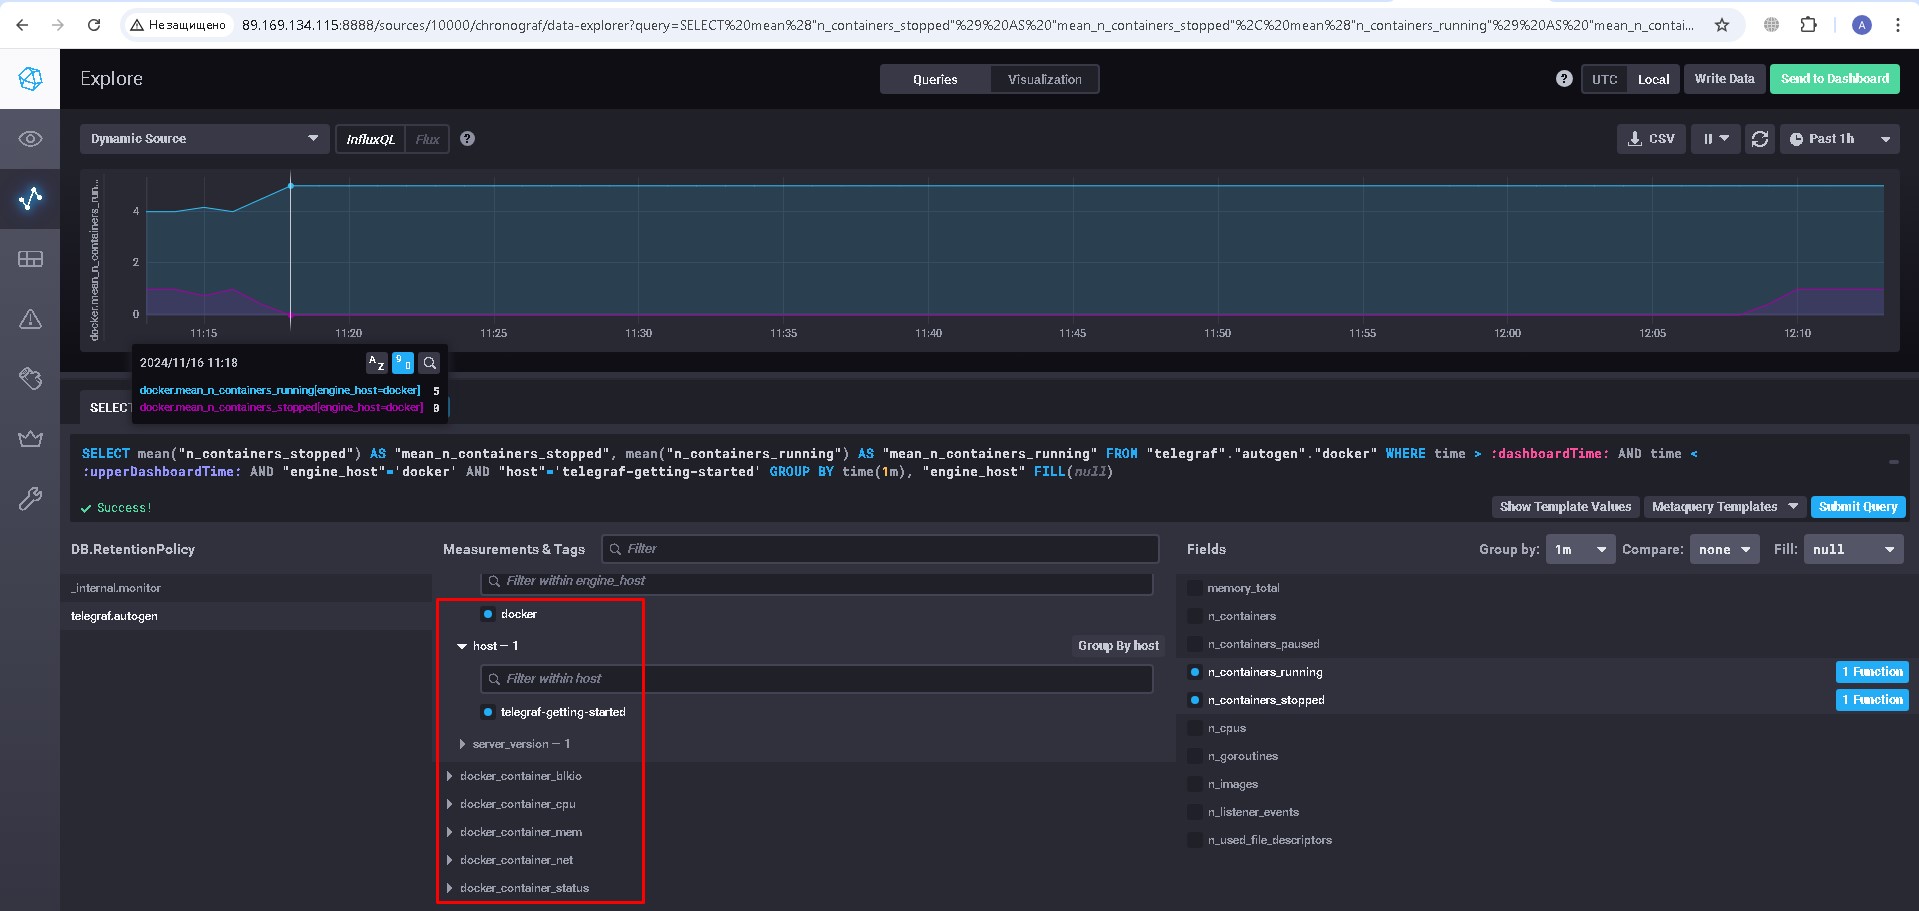 Не защищено 89.169.134.115:8888/sources/10000/chronograf/data-explorer?query=SELECT%20mean%28"n_containers_stopped"%29%20AS%20"mean_n_containers_stopped"%2C%20mean%28"n_containers_running"%29%20AS%20"mean_n_contai... A
Explore Queries Visualization ? UTC Local Write Data Send to Dashboard
Dynamic Source InfluxQL Flux ? CSV Past 1h
docker.mean_n_containers_run...
4
2
0
11:15 11:20 11:25 11:30 11:35 11:40 11:45 11:50 11:55 12:00 12:05 12:10
2024/11/16 11:18 AZ 90
docker.mean_n_containers_running[engine_host=docker] 5
docker.mean_n_containers_stopped[engine_host=docker] 0
SELECT
SELECT mean("n_containers_stopped") AS "mean_n_containers_stopped", mean("n_containers_running") AS "mean_n_containers_running" FROM "telegraf"."autogen"."docker" WHERE time > :dashboardTime: AND time <
:upperDashboardTime: AND "engine_host"='docker' AND "host"='telegraf-getting-started' GROUP BY time(1m), "engine_host" FILL(null)
Success! Show Template Values Metaquery Templates Submit Query
DB.RetentionPolicy Measurements & Tags Filter Fields Group by: 1m Compare: none Fill: null
_internal.monitor
telegraf.autogen
Filter within engine_host
docker
host — 1 Group By host
Filter within host
telegraf-getting-started
server_version — 1
docker_container_blkio
docker_container_cpu
docker_container_mem
docker_container_net
docker_container_status
memory_total
n_containers
n_containers_paused
n_containers_running 1 Function
n_containers_stopped 1 Function
n_cpus
n_goroutines
n_images
n_listener_events
n_used_file_descriptors